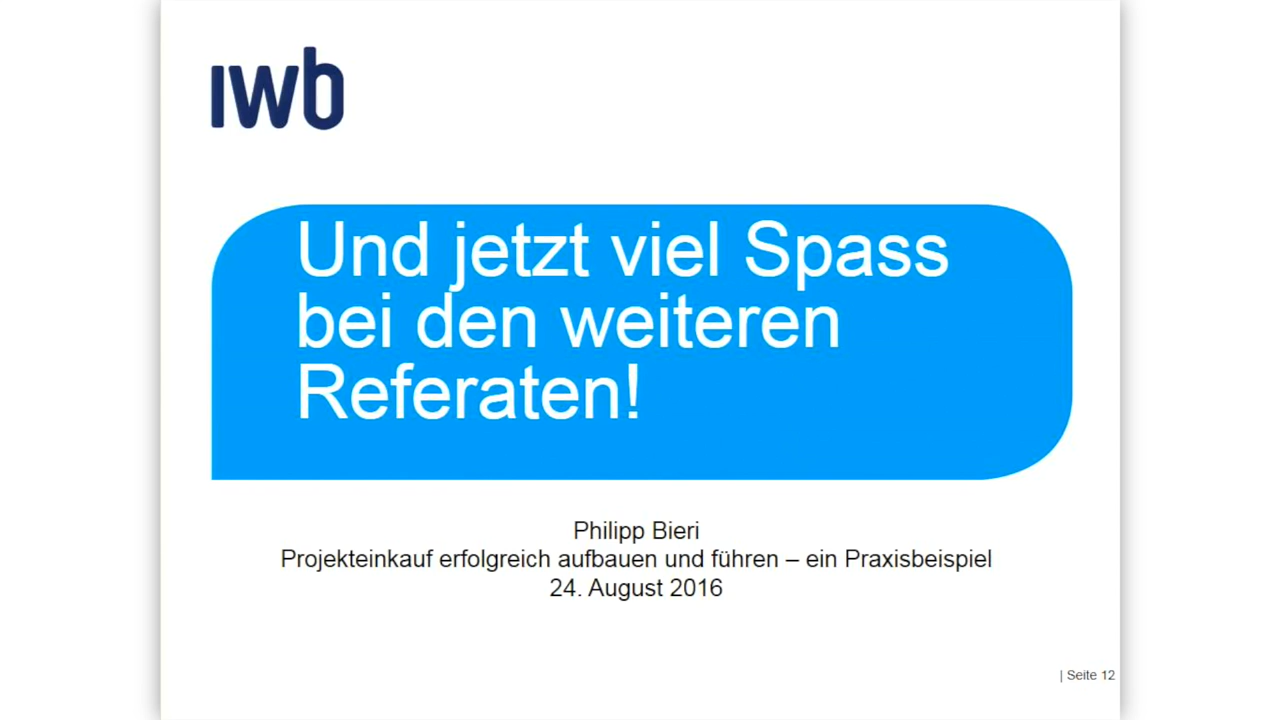 iwb
Und jetzt viel Spass
bei den weiteren
Referaten!
Philipp Bieri
Projekteinkauf erfolgreich aufbauen und führen – ein Praxisbeispiel
24. August 2016
| Seite 12